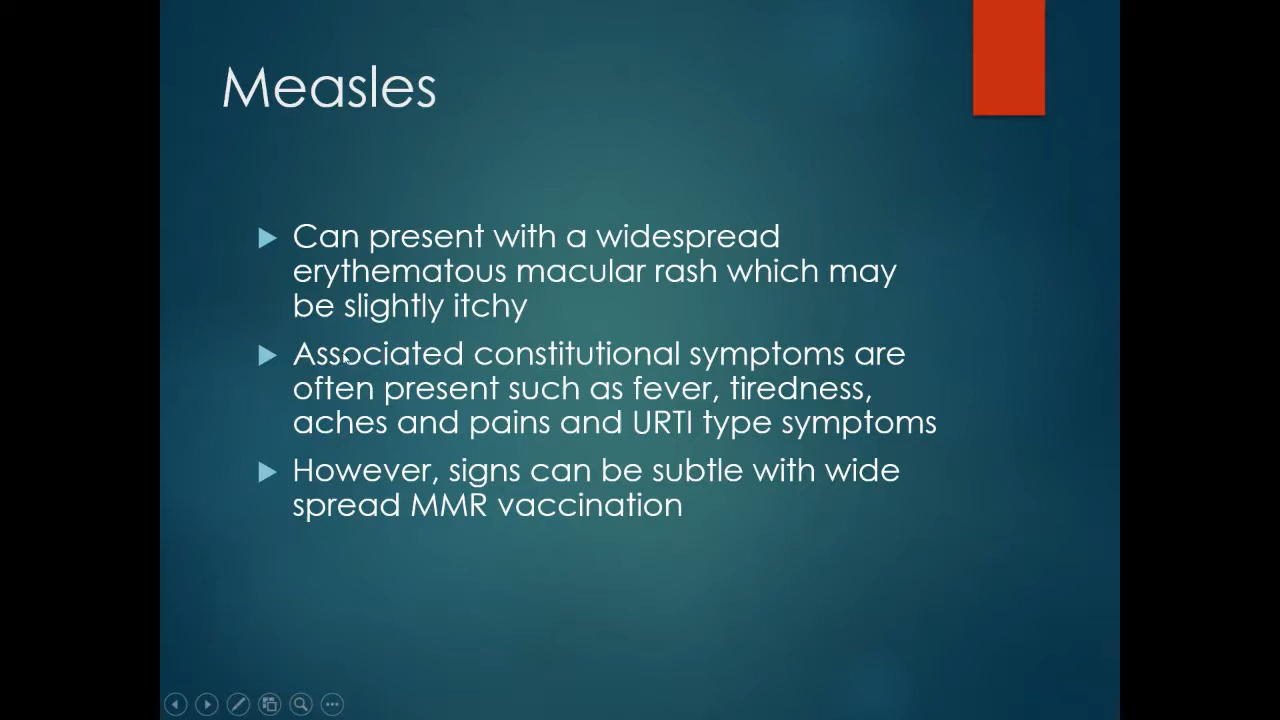 Measles
Can present with a widespread
erythematous macular rash which may
be slightly itchy
Associated constitutional symptoms are
often present such as fever, tiredness,
aches and pains and URTI type symptoms
However, signs can be subtle with wide
spread MMR vaccination